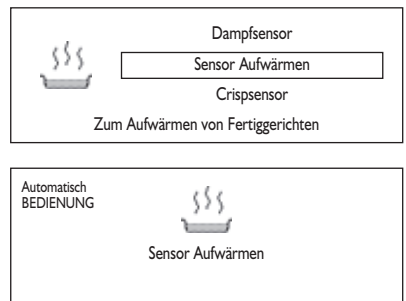 Dampfsensor
Sensor Aufwärmen
Crispsensor
Zum Aufwärmen von Fertiggerichten
Automatisch
BEDIENUNG
Sensor Aufwärmen